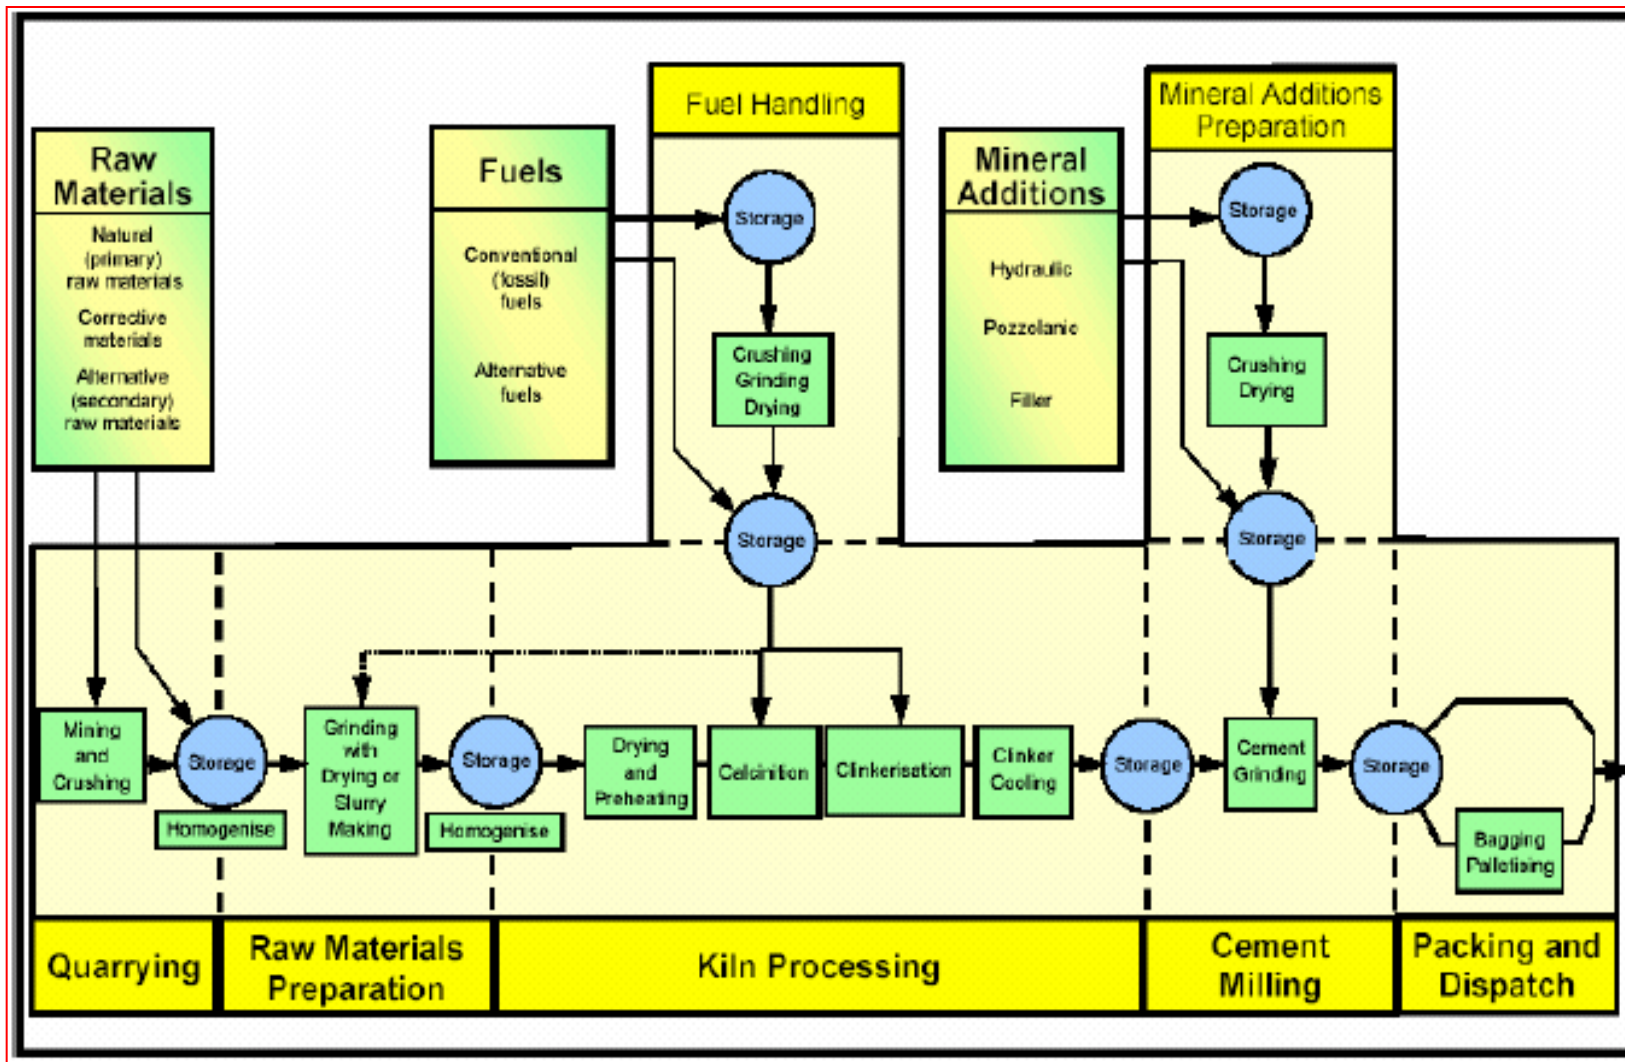 Fuel Handling
Mineral Additions
Preparation
Raw
Materials
Natural
(primary)
raw materials
Corrective
materials
Alternative
(secondary)
raw materials
Fuels
Conventional
(fossil)
fuels
Alternative
fuels
Storage
Crushing
Grinding
Drying
Storage
Mineral
Additions
Hydraulic
Pozzolanic
Filler
Storage
Crushing
Drying
Storage
Mining
and
Crushing
Storage
Homogenise
Grinding
with
Drying or
Slurry
Making
Storage
Homogenise
Drying
and
Preheating
Calcinition
Clinkerisation
Clinker
Cooling
Storage
Cement
Grinding
Storage
Bagging
Palletising
Quarrying
Raw Materials
Preparation
Kiln Processing
Cement
Milling
Packing and
Dispatch